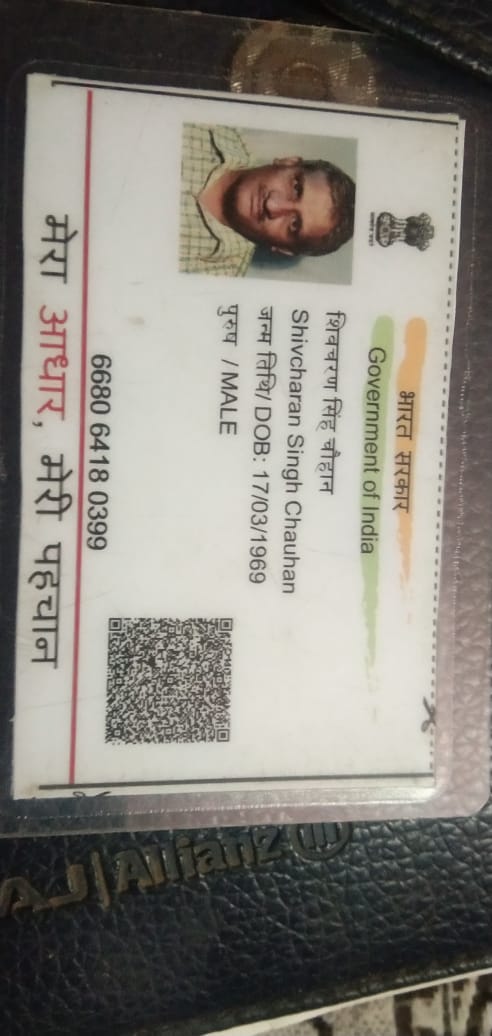 भारत सरकार
Government of India
शिवचरण सिंह चौहान
Shivcharan Singh Chauhan
जन्म तिथि/ DOB: 17/03/1969
पुरुष / MALE
6680 6418 0399
मेरा आधार, मेरी पहचान
AJ|Allianz